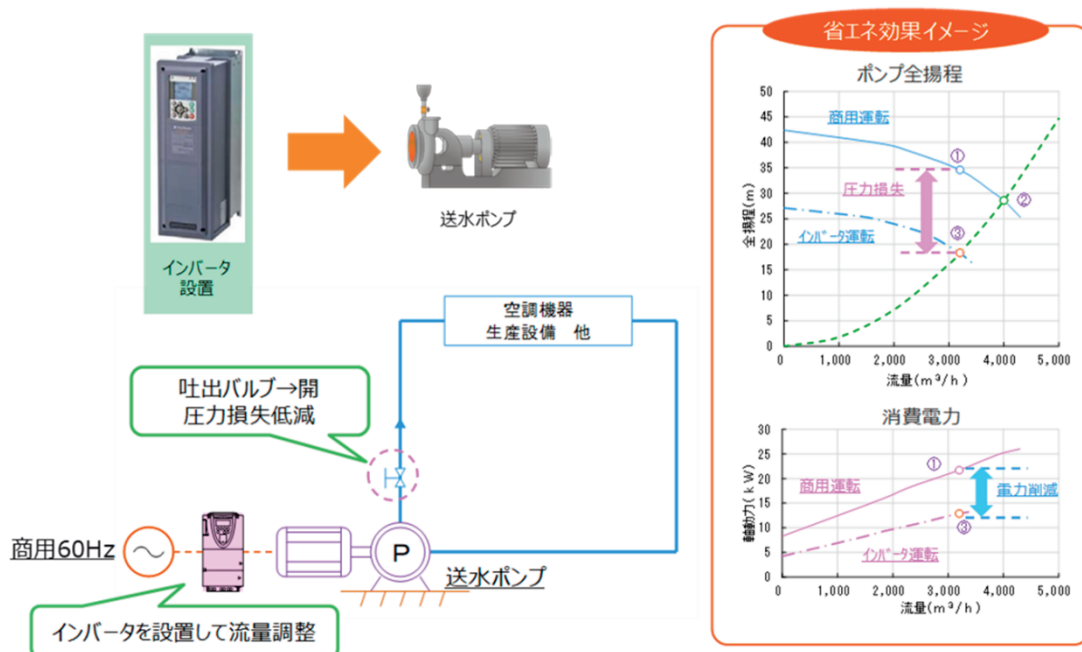 インバータ
設置
送水ポンプ
空調機器
生産設備　他
吐出バルブ→開
圧力損失低減
商用60Hz
P
送水ポンプ
インバータを設置して流量調整
省エネ効果イメージ
ポンプ全揚程
全揚程(m)
50
45
40
35
30
25
20
15
10
5
0
商用運転
①
圧力損失
②
③
インバータ運転
0
1,000
2,000
3,000
4,000
5,000
流量(m³/h)
消費電力
軸動力(kW)
30
25
20
15
10
5
0
①
商用運転
電力削減
③
インバータ運転
0
1,000
2,000
3,000
4,000
5,000
流量(m³/h)